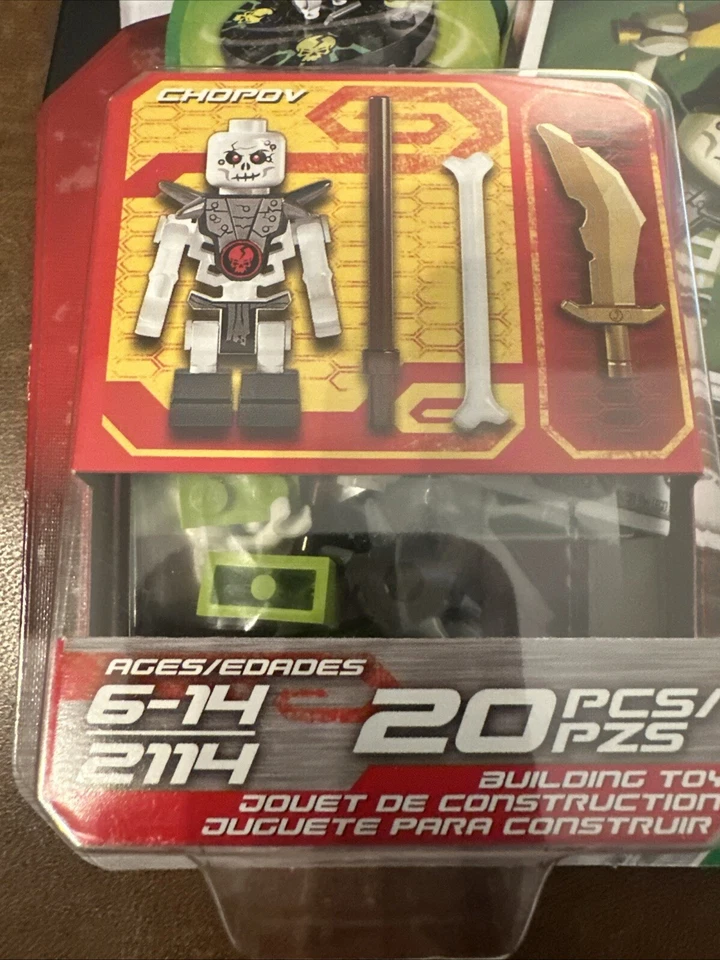 CHOPOV
AGES/EDADES
6-14
2114
20 PCS/
PZS
BUILDING TOY
JOUET DE CONSTRUCTION
JUGUETE PARA CONSTRUIR